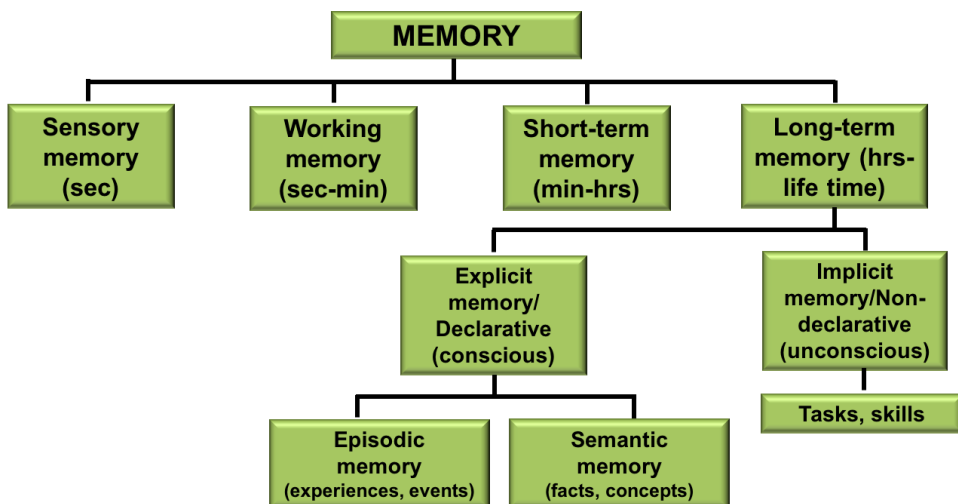 MEMORY
Sensory
memory
(sec)
Working
memory
(sec-min)
Short-term
memory
(min-hrs)
Long-term
memory (hrs-
life time)
Explicit
memory/
Declarative
(conscious)
Implicit
memory/Non-
declarative
(unconscious)
Tasks, skills
Episodic
memory
(experiences, events)
Semantic
memory
(facts, concepts)